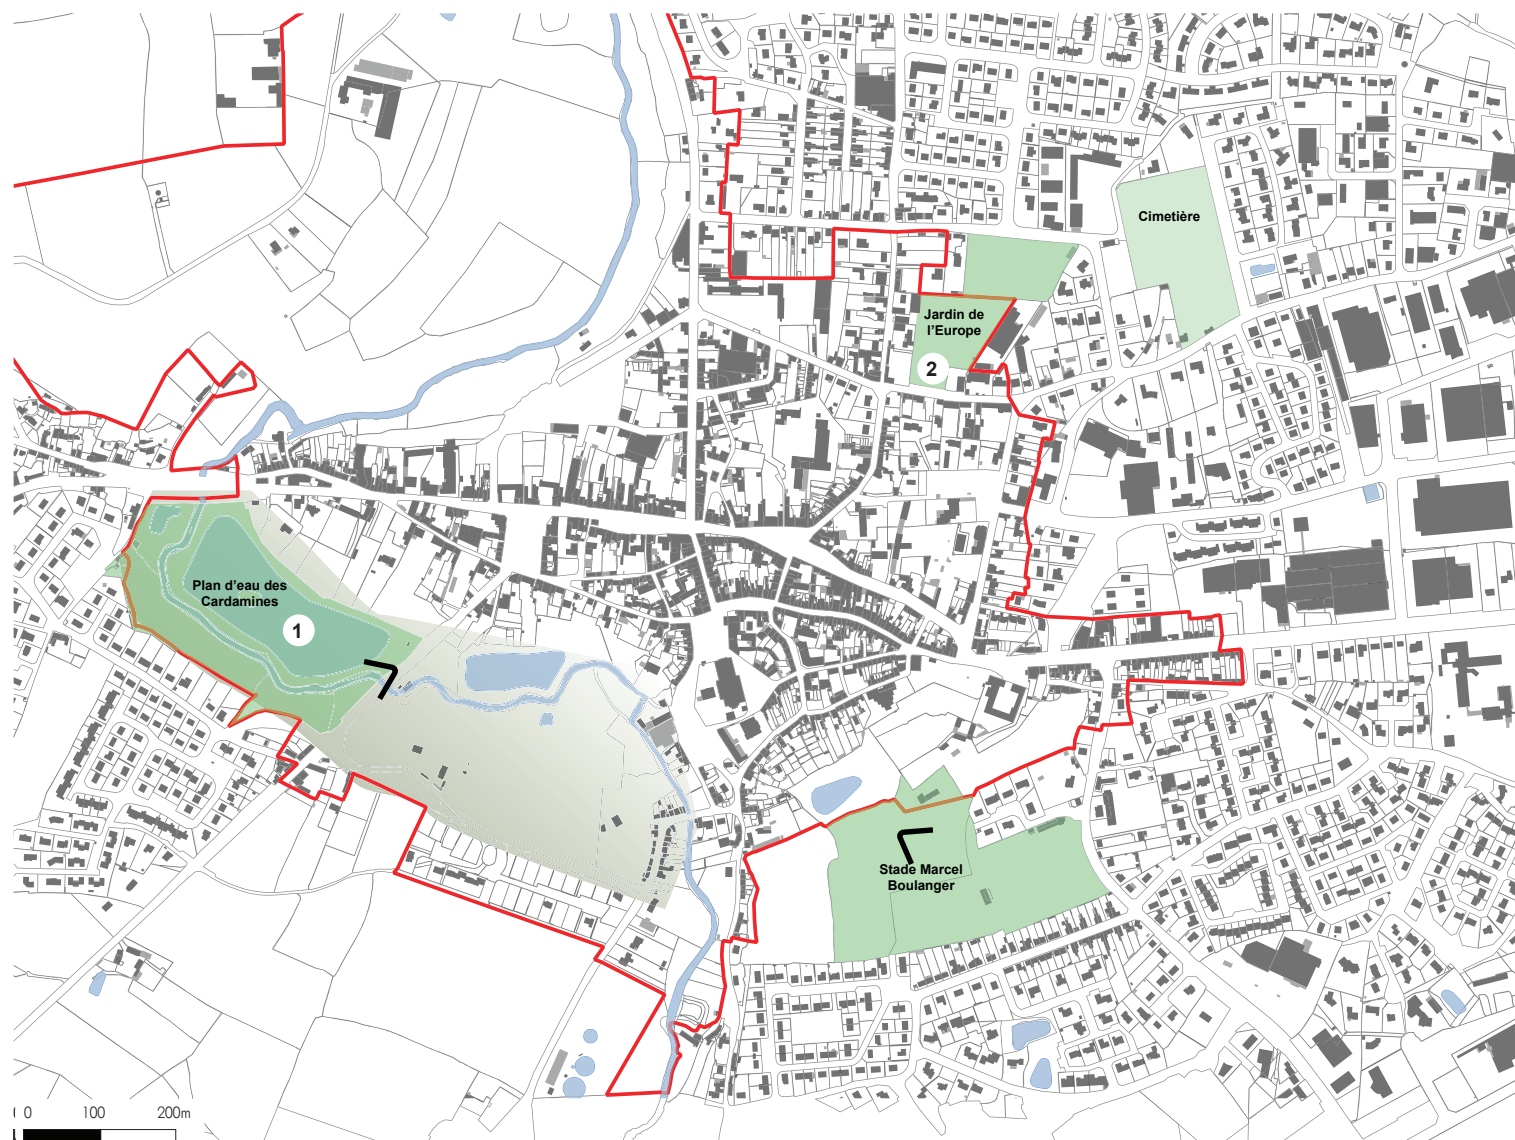 Cimetière
Jardin de
l'Europe
2
Plan d'eau des
Cardamines
1
Stade Marcel
Boulanger
0 100 200m